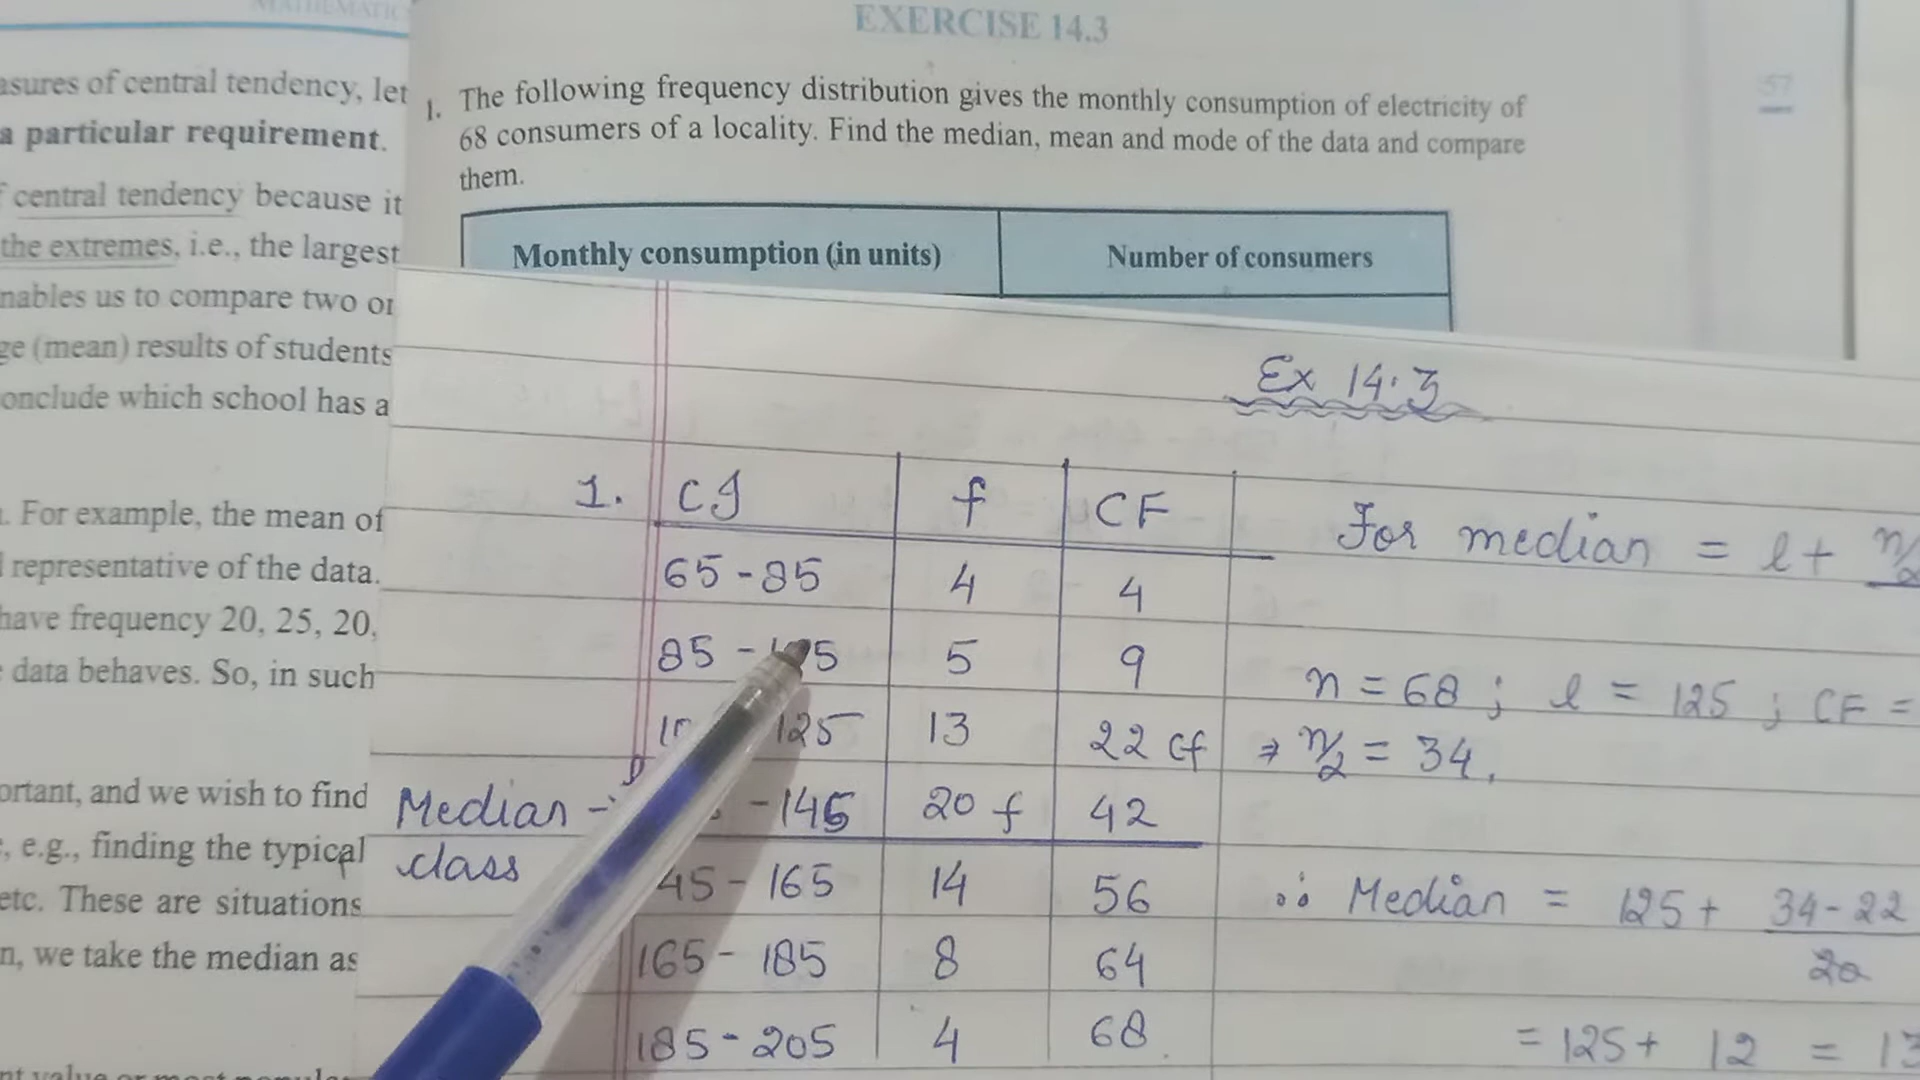 EXERCISE 14.3
asures of central tendency, let
a particular requirement.
central tendency because it
the extremes, i.e., the largest
nables us to compare two or
ge (mean) results of students
onclude which school has a
For example, the mean of
representative of the data.
have frequency 20, 25, 20,
data behaves. So, in such
ortant, and we wish to find
, e.g., finding the typical
etc. These are situations
n, we take the median as
1. The following frequency distribution gives the monthly consumption of electricity of
68 consumers of a locality. Find the median, mean and mode of the data and compare
them.
Monthly consumption (in units) Number of consumers
Ex 14.3
1. CI f CF For median = l + n/2
65 - 85 4 4
85 - 5 5 9 n = 68 ; l = 125 ; CF =
125 13 22 cf ⇒ n/2 = 34.
Median - 145 20 f 42
class
45 - 165 14 56 ∴ Median = 125 + 34 - 22
165 - 185 8 64 20
185 - 205 4 68 = 125 + 12 = 13